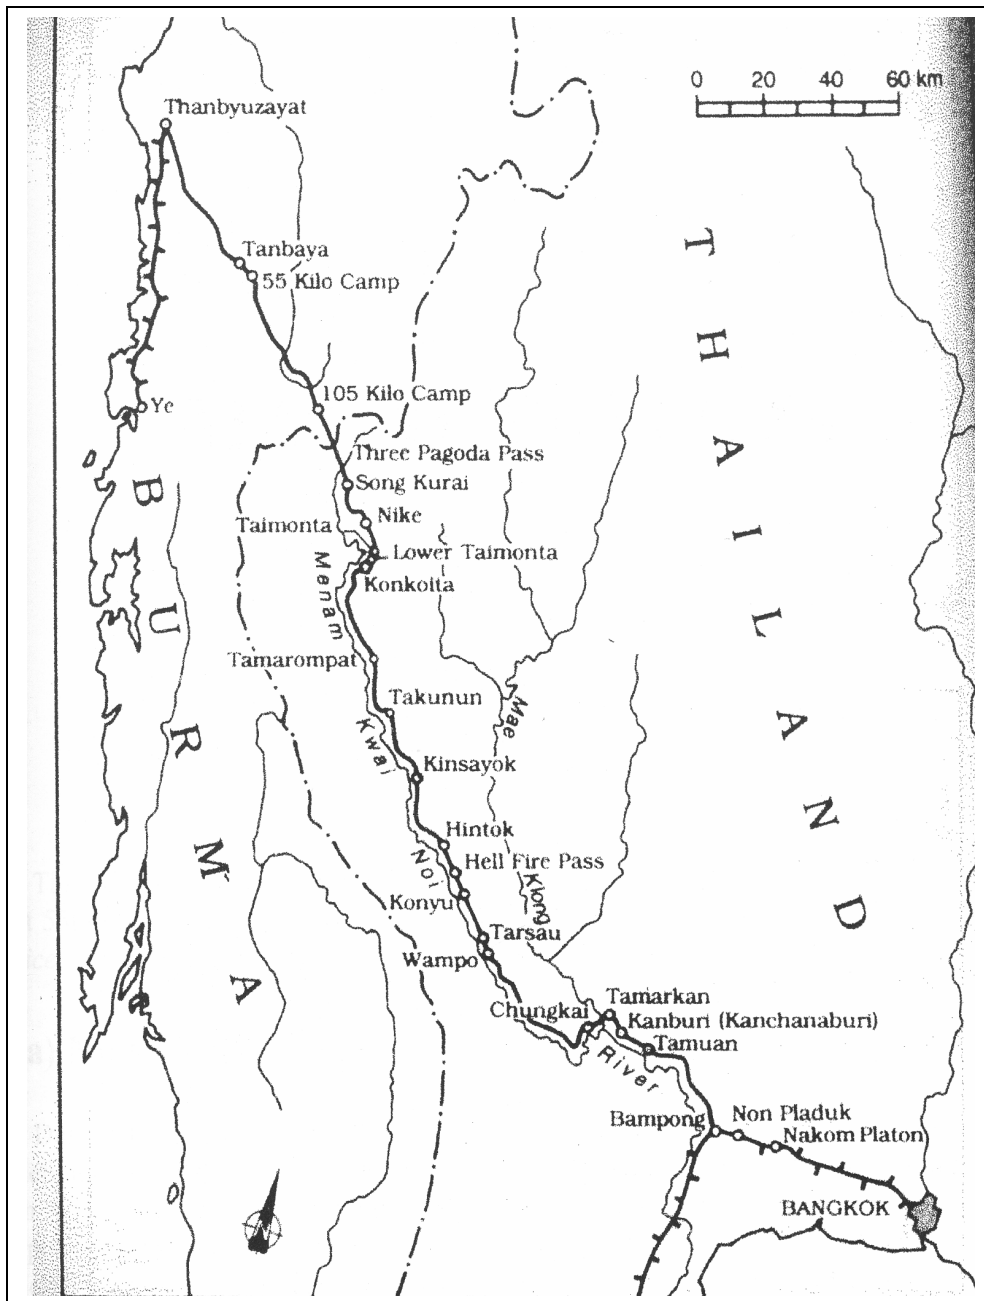 0 20 40 60 km
Thanbyuzayat
Tanbaya
55 Kilo Camp
105 Kilo Camp
Ye
Three Pagoda Pass
Song Kurai
Nike
Taimonta
Lower Taimonta
Konkoita
Tamarompat
Takunun
Kinsayok
Hintok
Hell Fire Pass
Konyu
Tarsau
Wampo
Chungkai
Tamarkan
Kanburi (Kanchanaburi)
Tamuan
Bampong
Non Pladuk
Nakom Platon
BANGKOK
Menam Kwai Noi
Mae Klong River
BURMA
THAILAND